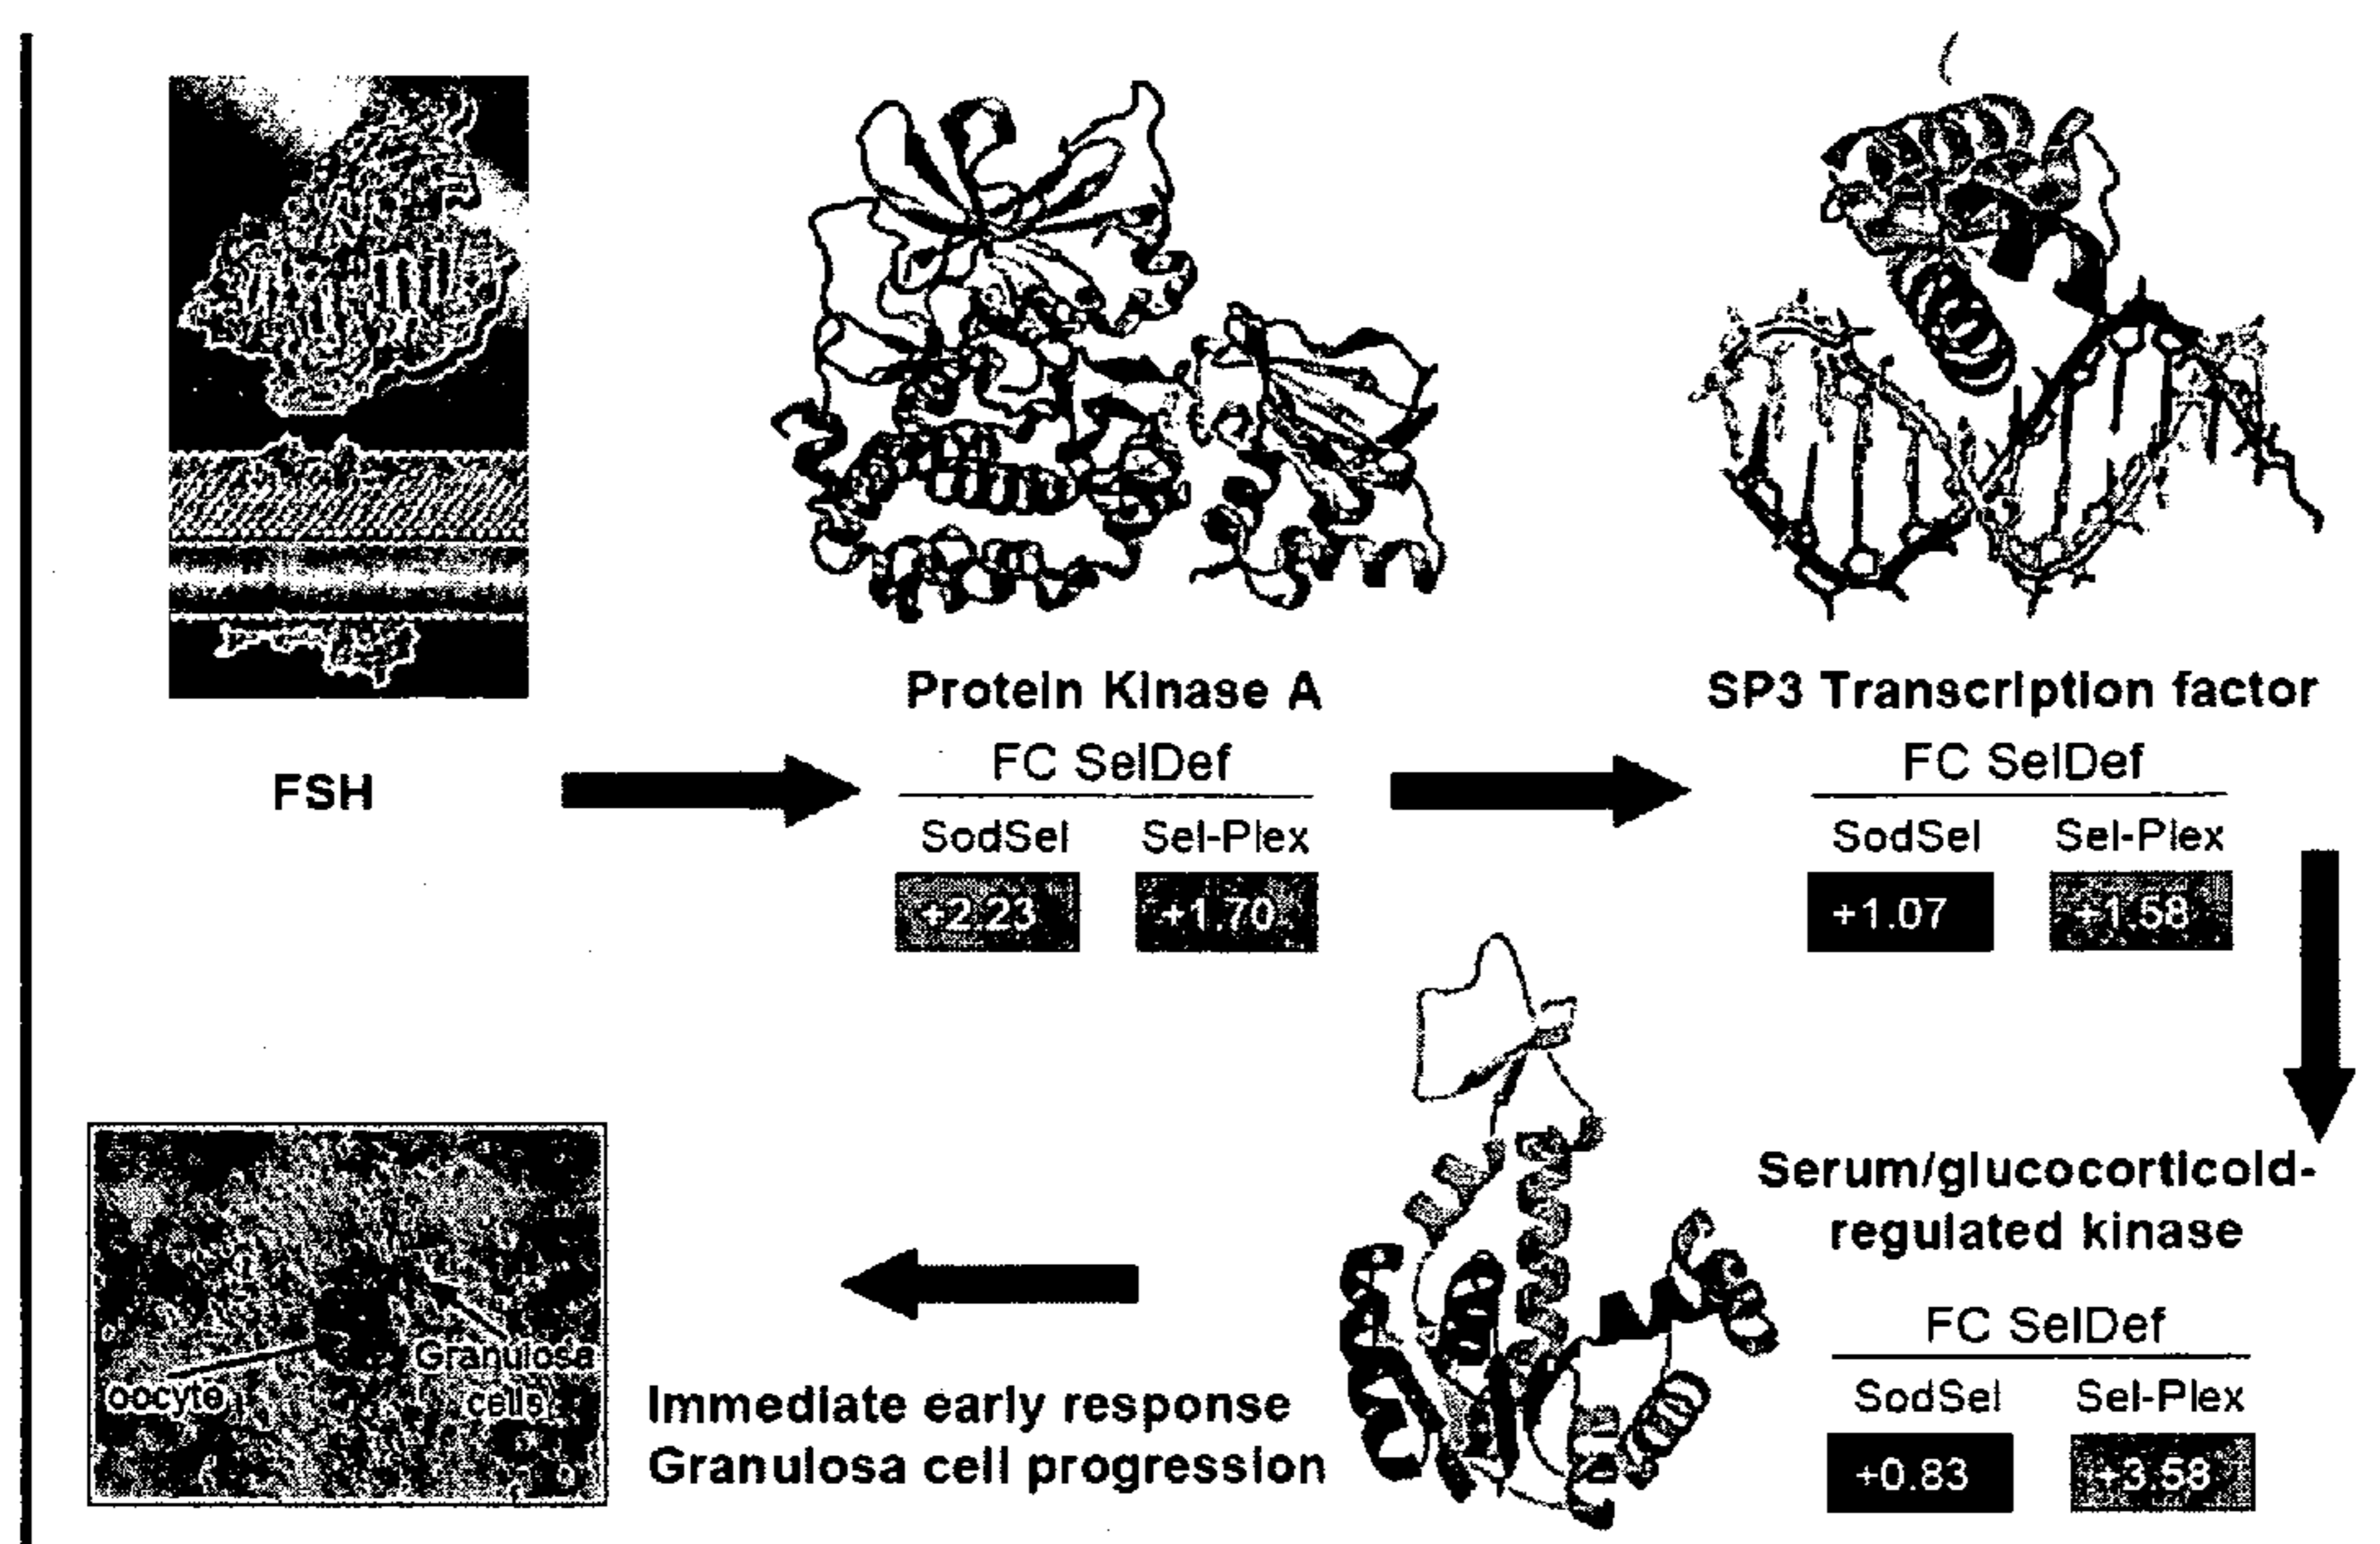 Protein Kinase A
SP3 Transcription factor
FSH
FC SelDef
SodSel Sel-Plex
+2.23 +1.70
FC SelDef
SodSel Sel-Plex
+1.07 +1.58
Serum/glucocorticoid-
regulated kinase
FC SelDef
SodSel Sel-Plex
+0.83 +3.58
Immediate early response
Granulosa cell progression
oocyte
Granulosa
cells